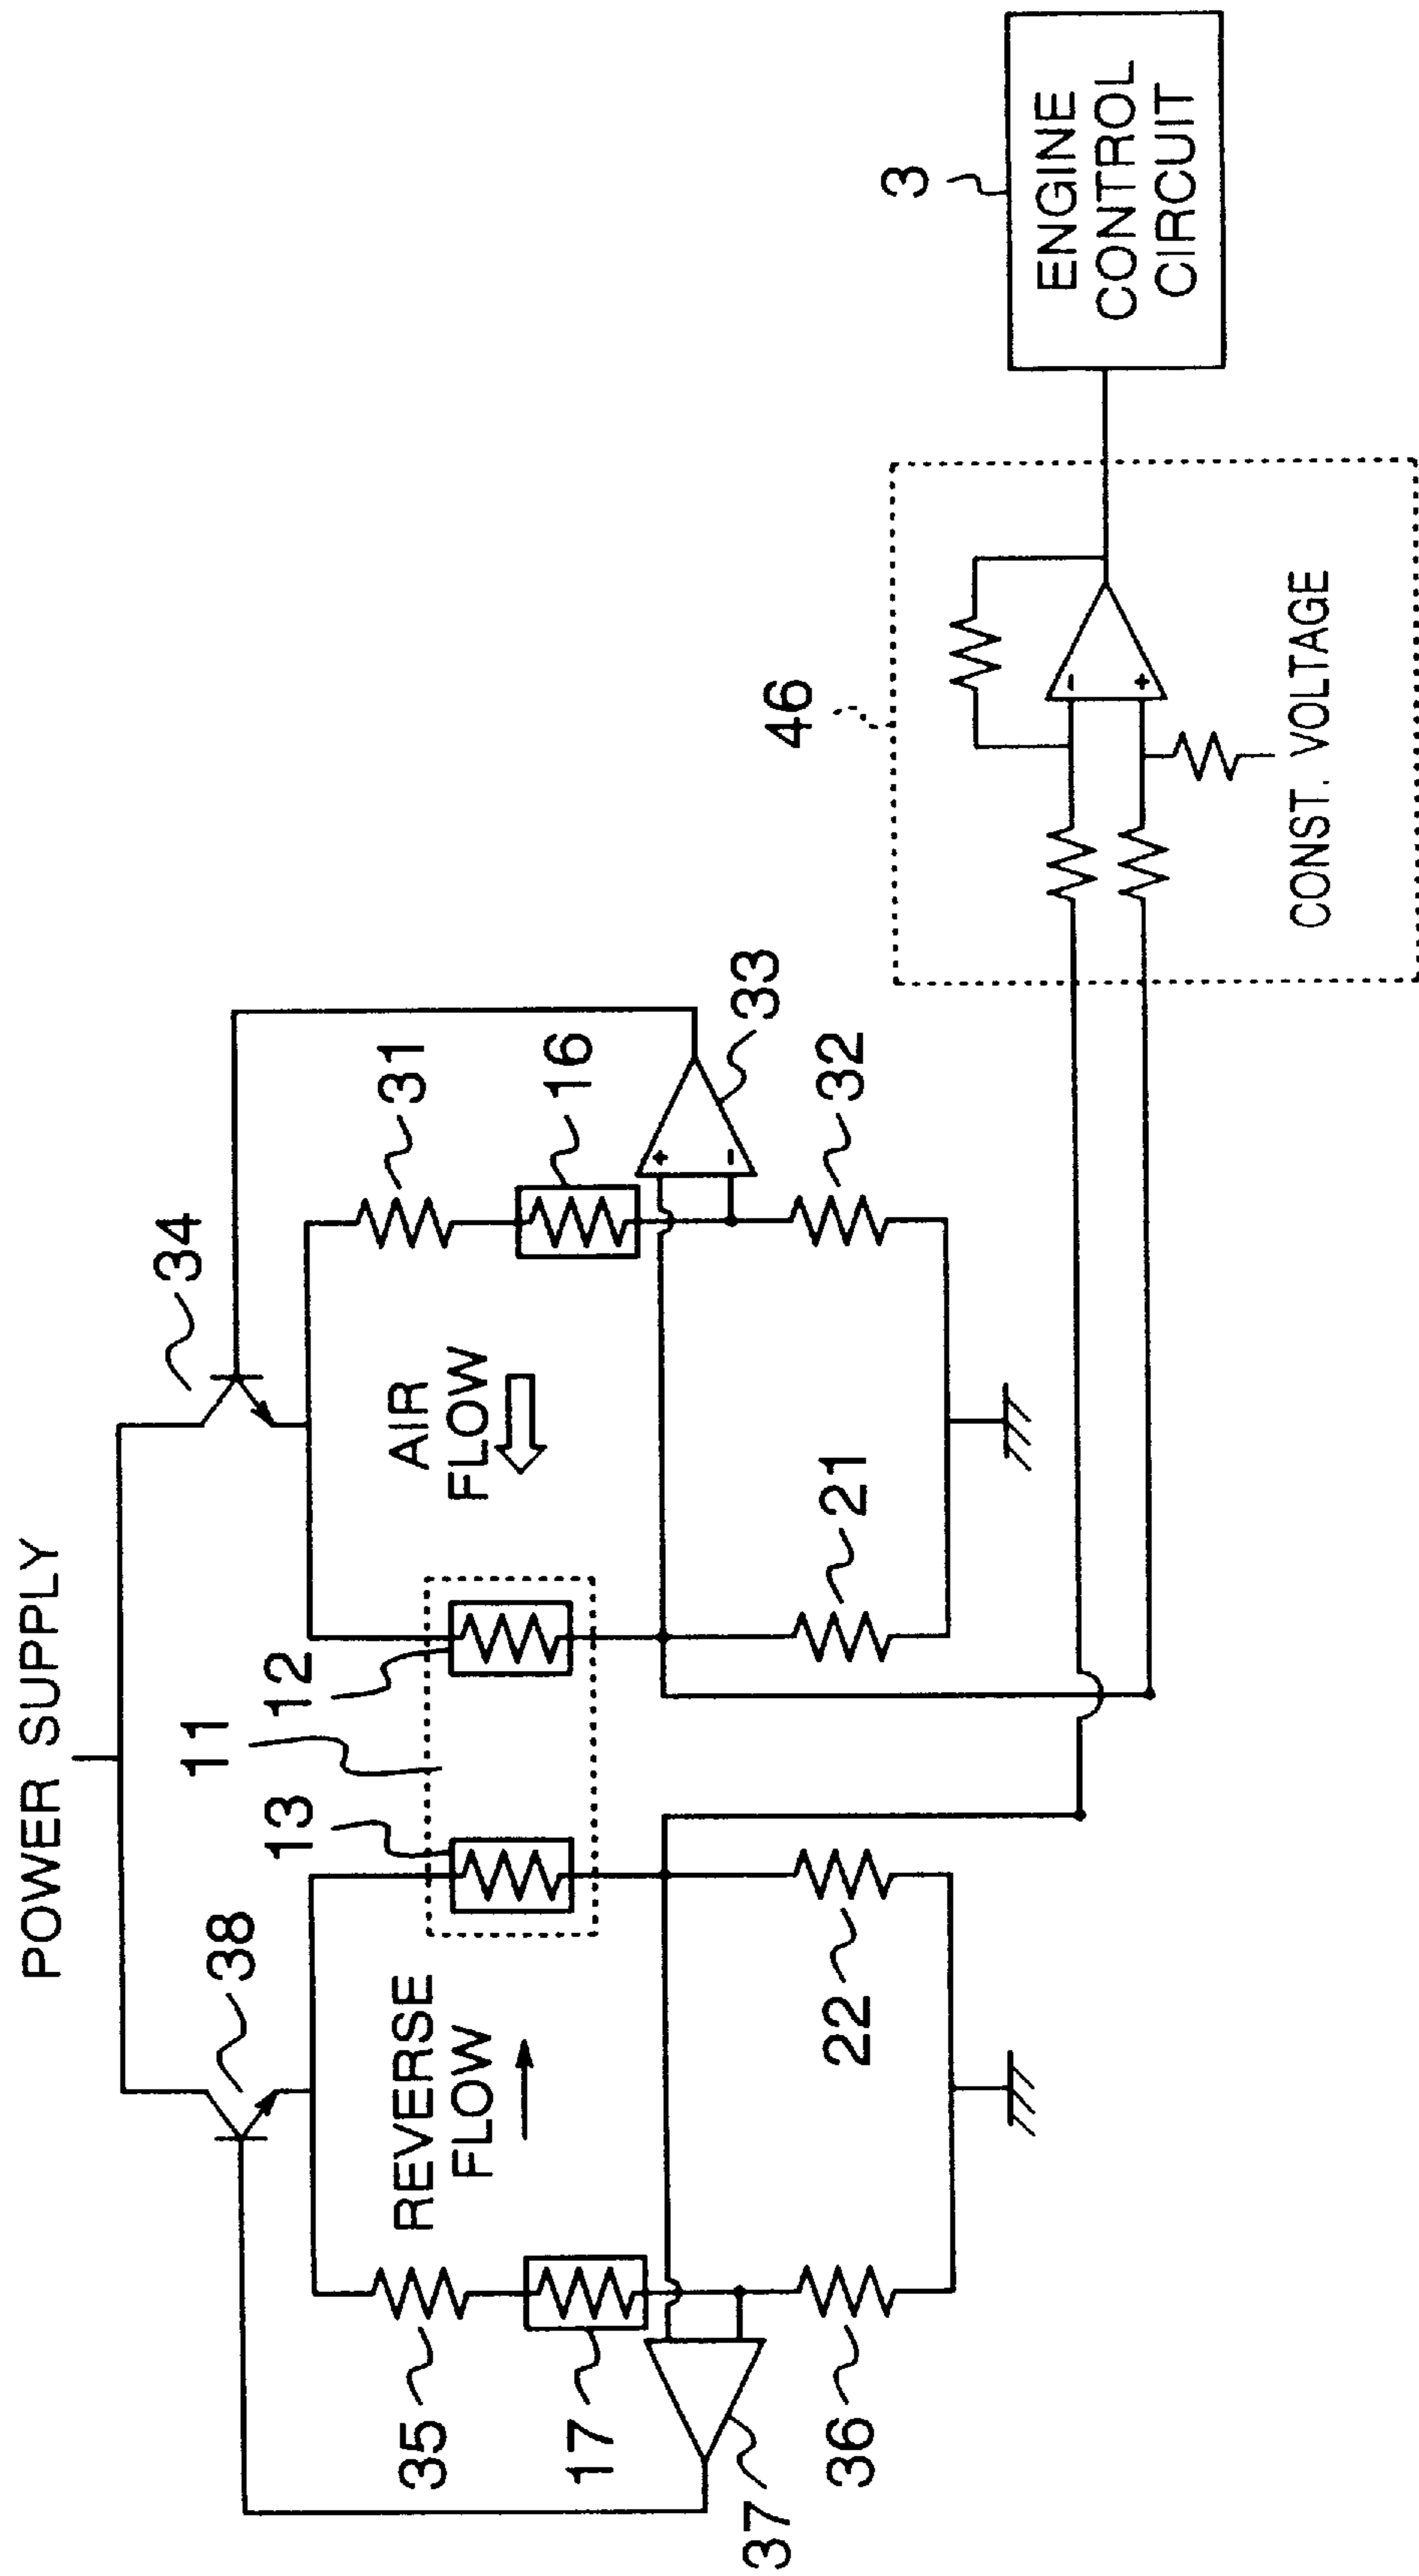 POWER SUPPLY
38
34
11
13
12
35
REVERSE
FLOW
AIR
FLOW
31
17
16
37
33
36
22
21
32
46
CONST. VOLTAGE
3
ENGINE
CONTROL
CIRCUIT
+
-
-
+